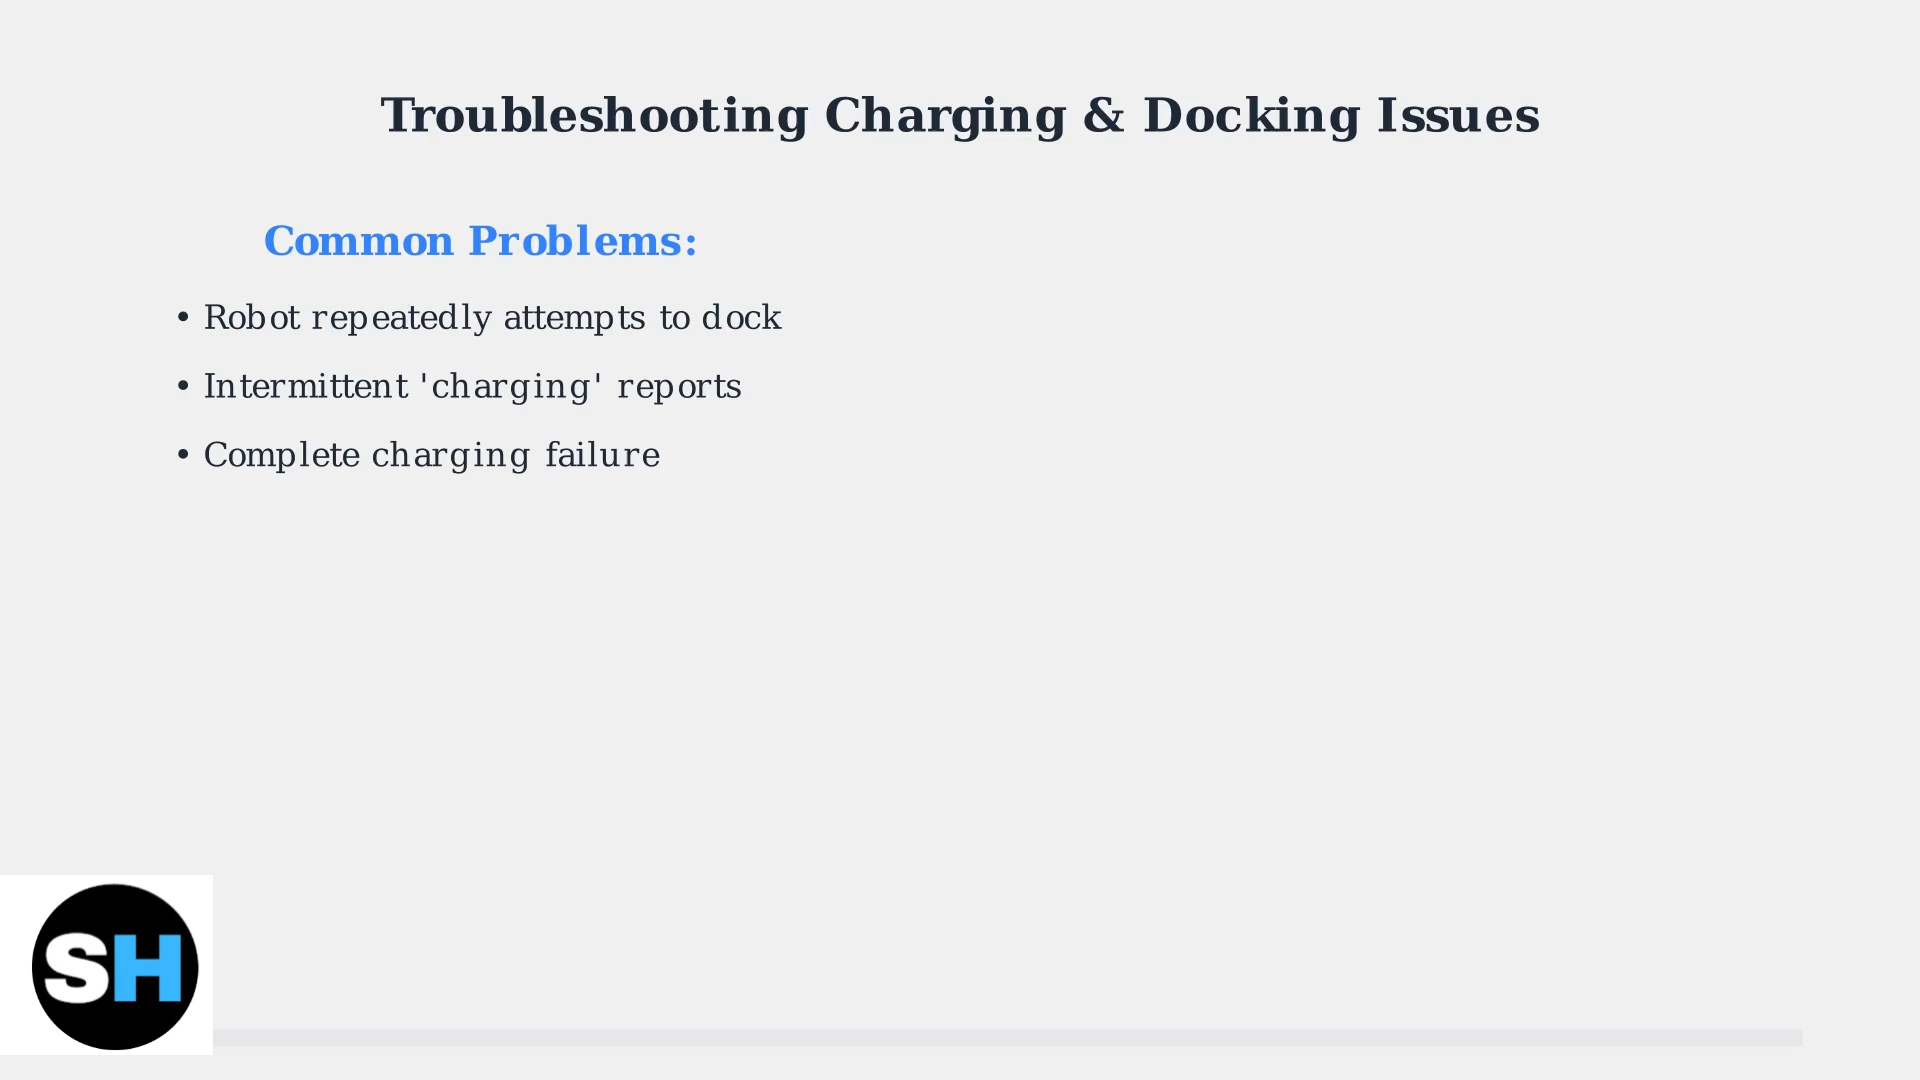 Troubleshooting Charging & Docking Issues
Common Problems:
• Robot repeatedly attempts to dock
• Intermittent 'charging' reports
• Complete charging failure
SH